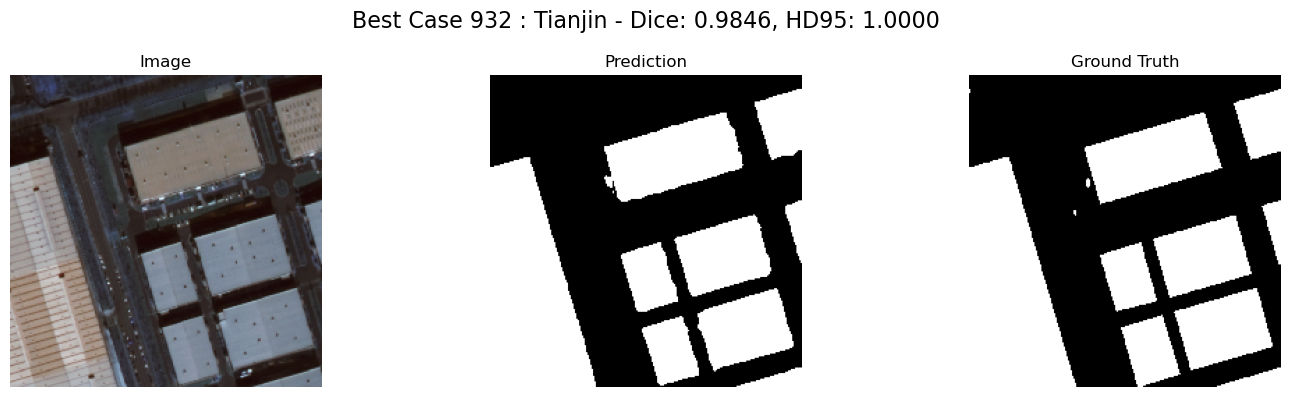 Best Case 932 : Tianjin - Dice: 0.9846, HD95: 1.0000
Image
Prediction
Ground Truth